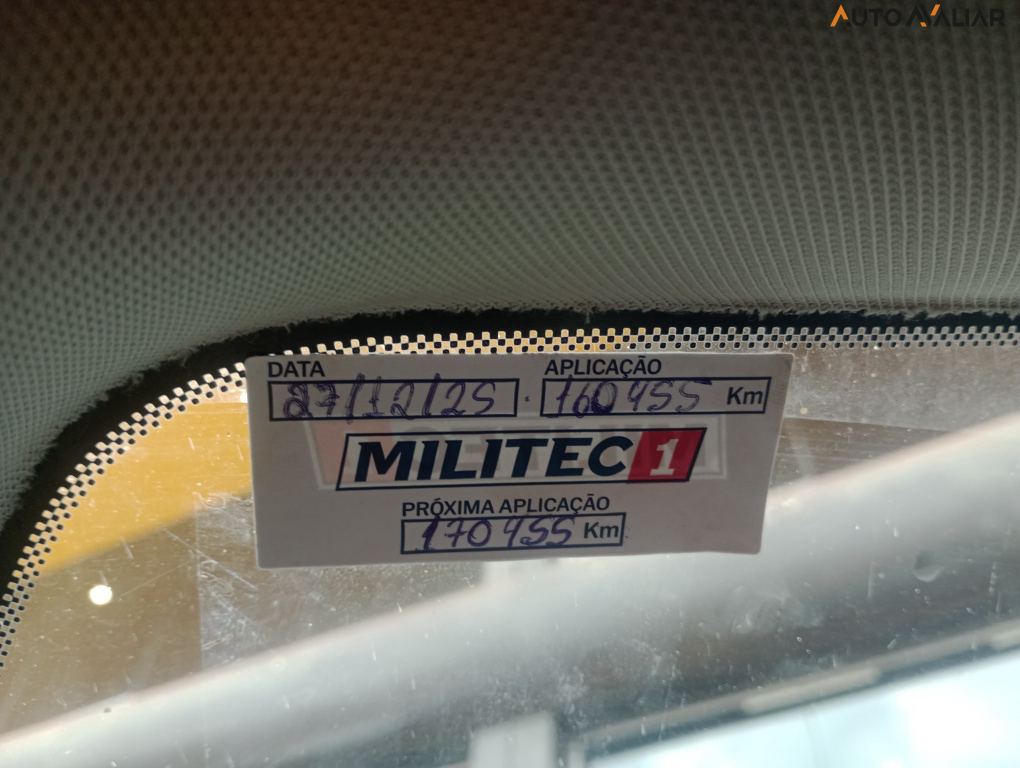 AUTO AVALIAR
DATA APLICAÇÃO
27/12/25 160455 Km
MILITEC 1
PRÓXIMA APLICAÇÃO
170455 Km